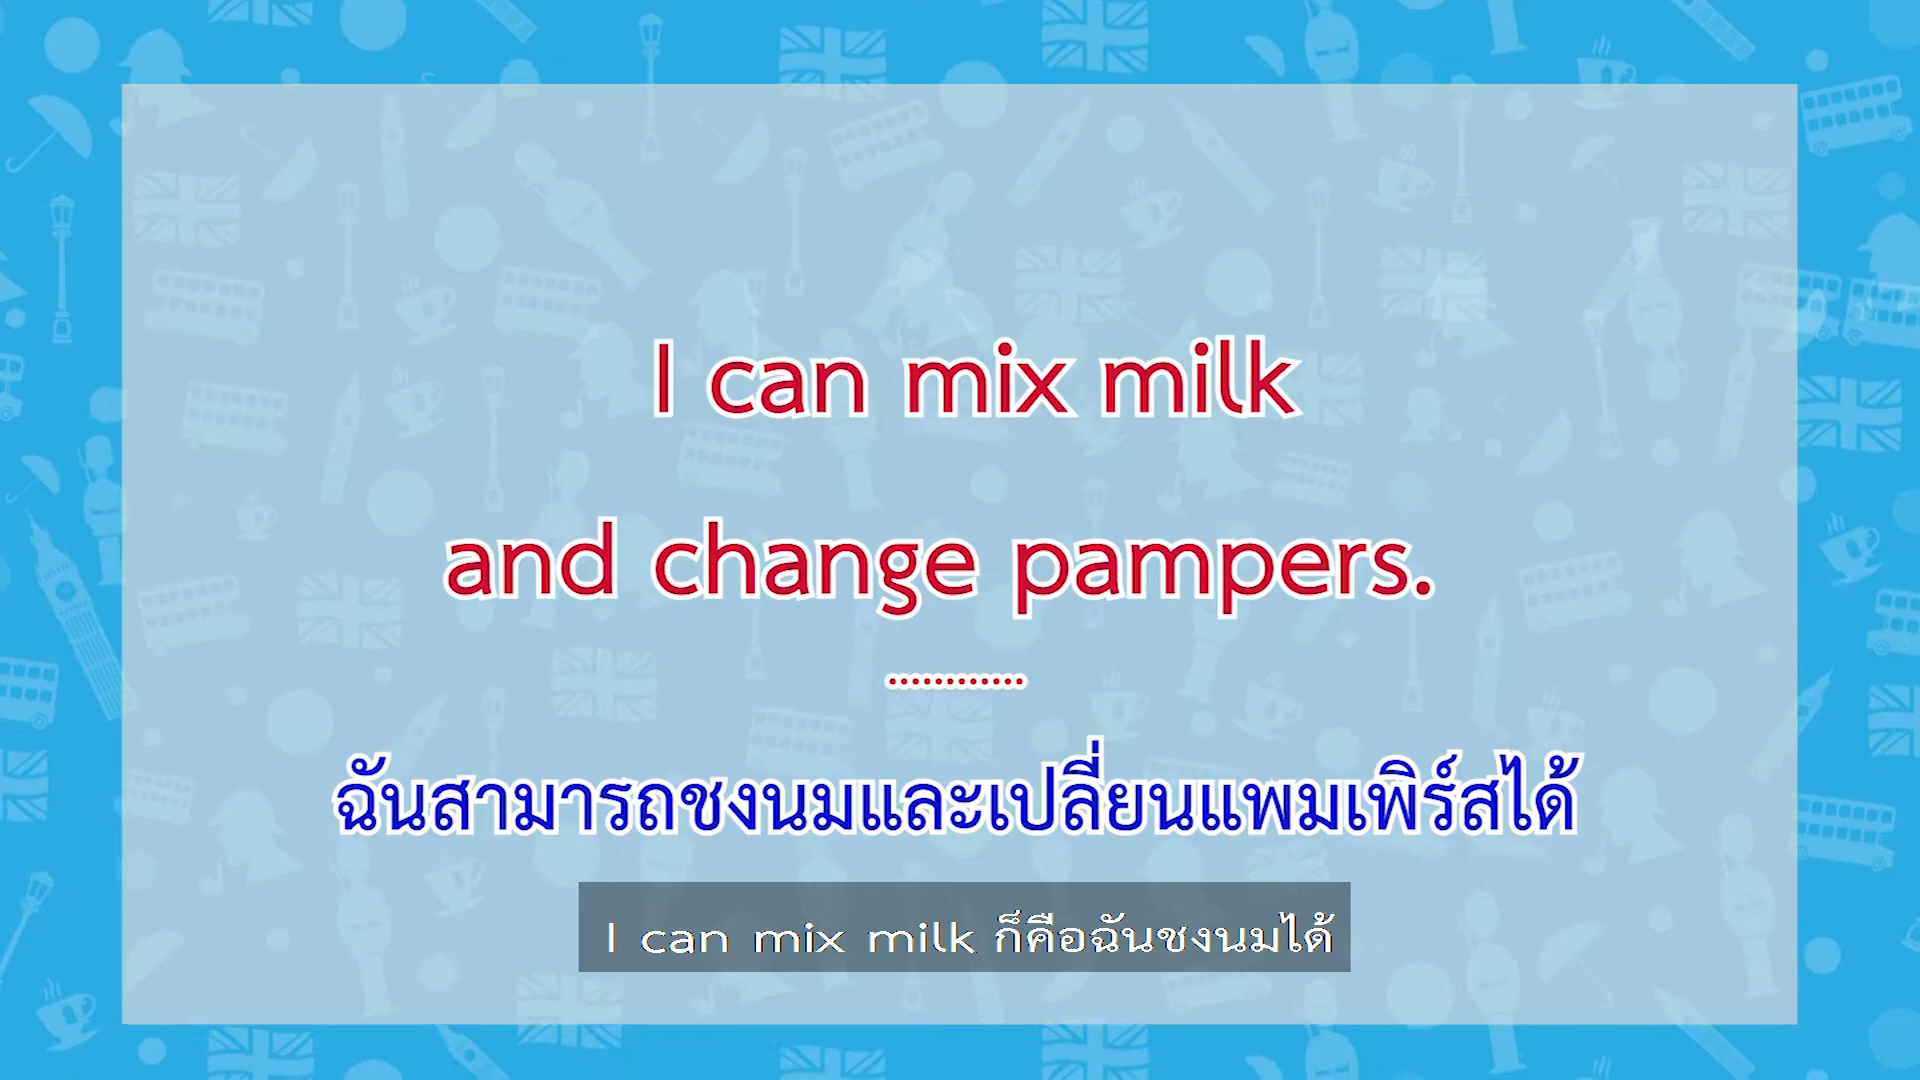 I can mix milk
and change pampers.
............
ฉันสามารถชงนมและเปลี่ยนแพมเพิร์สได้
I can mix milk ก็คือฉันชงนมได้